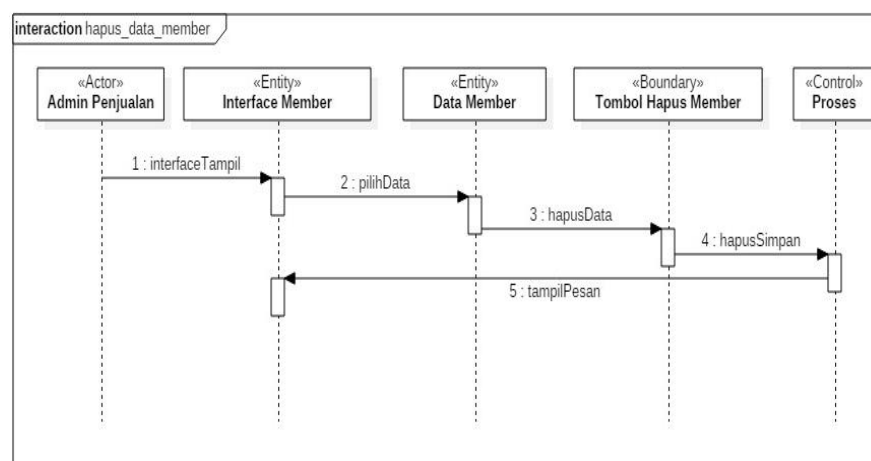 interaction hapus_data_member
«Actor»
Admin Penjualan
«Entity»
Interface Member
«Entity»
Data Member
«Boundary»
Tombol Hapus Member
«Control»
Proses
1 : interfaceTampil
2 : pilihData
3 : hapusData
4 : hapusSimpan
5 : tampilPesan